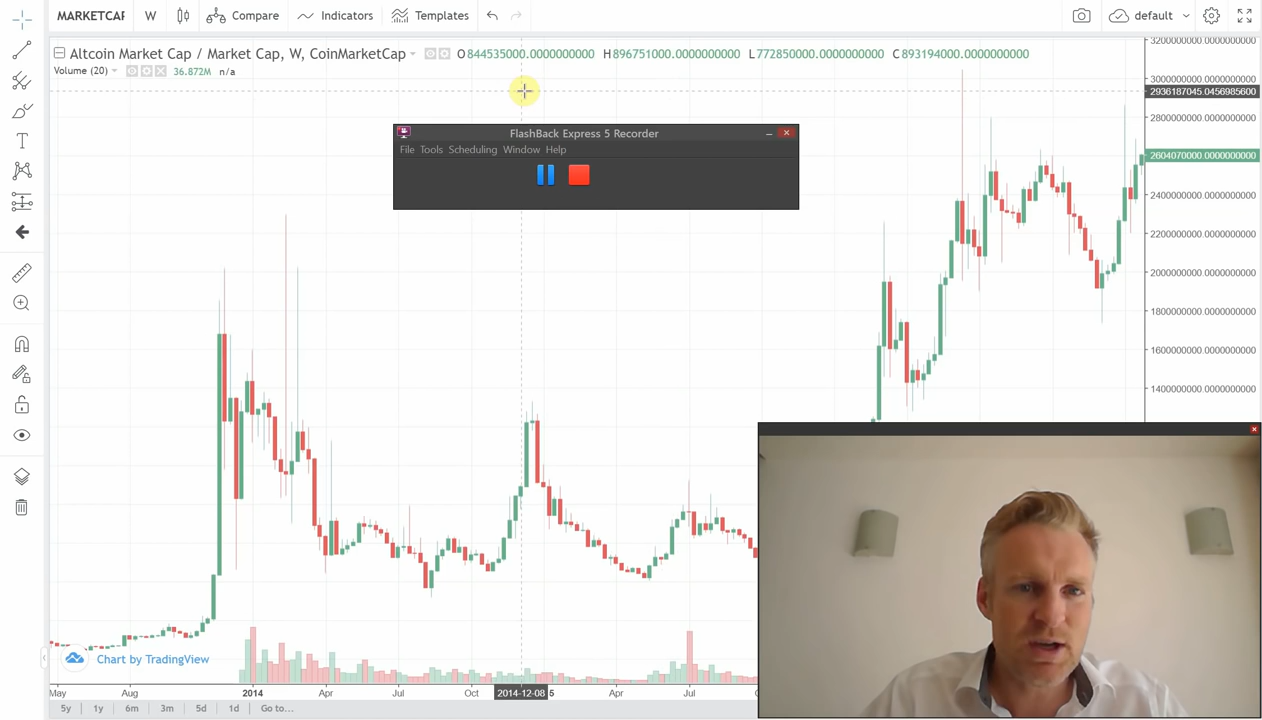 MARKETCAP W Compare Indicators Templates default
Altcoin Market Cap / Market Cap, W, CoinMarketCap O844535000.0000000000 H896751000.0000000000 L772850000.0000000000 C893194000.0000000000
Volume (20) 36.872M n/a
3200000000.0000000000
3000000000.0000000000
2936187045.0456985600
2800000000.0000000000
2604070000.0000000000
2400000000.0000000000
2200000000.0000000000
2000000000.0000000000
1800000000.0000000000
1600000000.0000000000
1400000000.0000000000
FlashBack Express 5 Recorder
File Tools Scheduling Window Help
Chart by TradingView
May Aug 2014 Apr Jul Oct 2014-12-08 5 Apr Jul
5y 1y 6m 3m 5d 1d Go to...